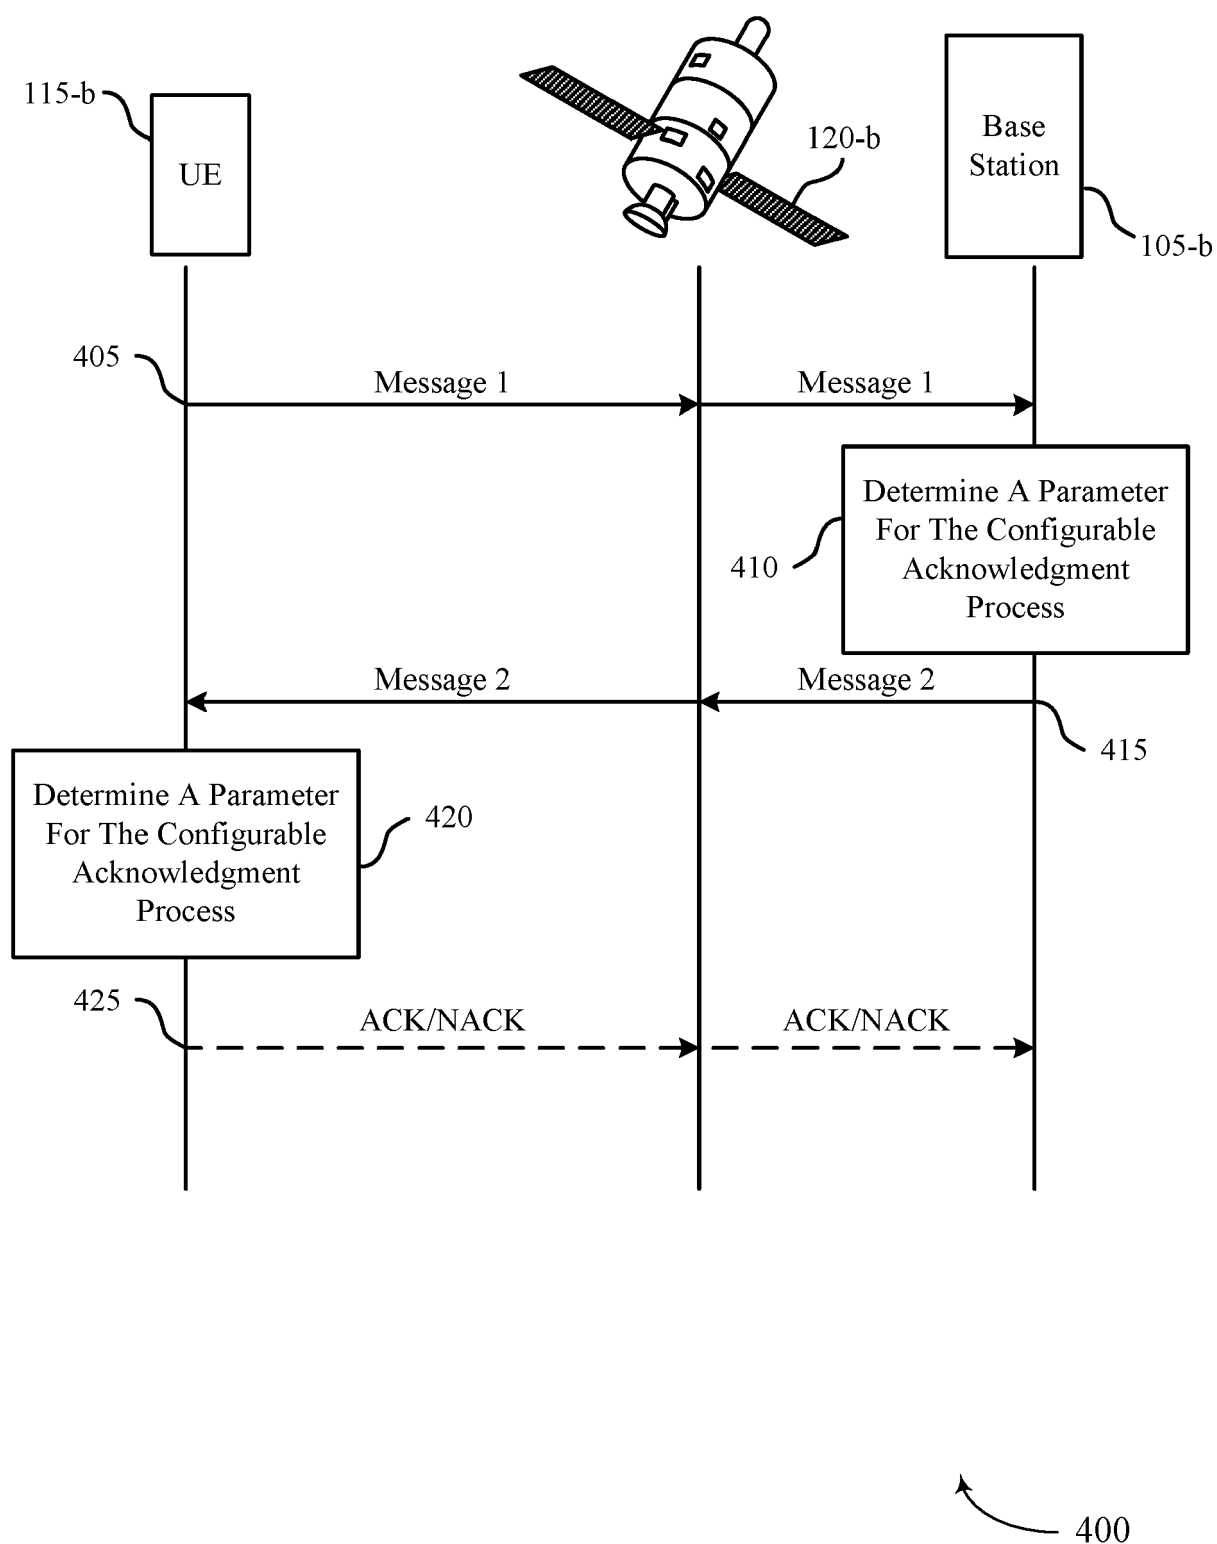 115-b
UE
120-b
Base
Station
105-b
405
Message 1
Message 1
410
Determine A Parameter
For The Configurable
Acknowledgment
Process
Message 2
Message 2
415
Determine A Parameter
For The Configurable
Acknowledgment
Process
420
425
ACK/NACK
ACK/NACK
400